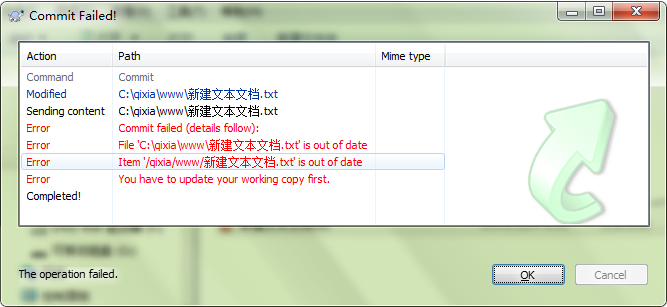 Commit Failed!
Action Path Mime type
Command Commit
Modified C:\qixia\www\新建文本文档.txt
Sending content C:\qixia\www\新建文本文档.txt
Error Commit failed (details follow):
Error File 'C:\qixia\www\新建文本文档.txt' is out of date
Error Item '/qixia/www/新建文本文档.txt' is out of date
Error You have to update your working copy first.
Completed!
The operation failed.
OK Cancel